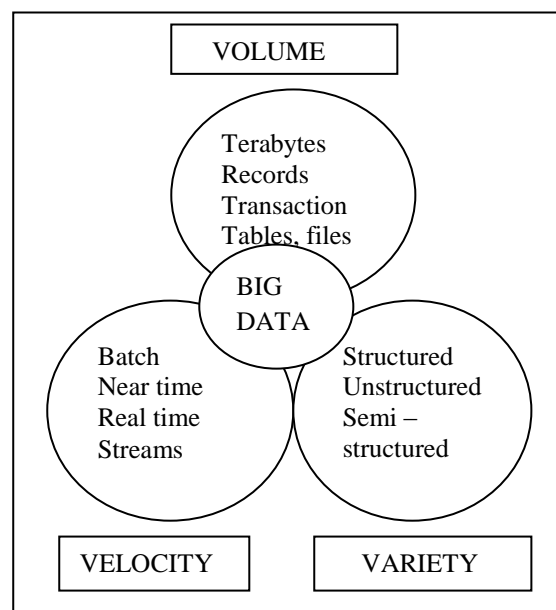 VOLUME
Terabytes
Records
Transaction
Tables, files
BIG
DATA
Batch
Near time
Real time
Streams
Structured
Unstructured
Semi –
structured
VELOCITY
VARIETY